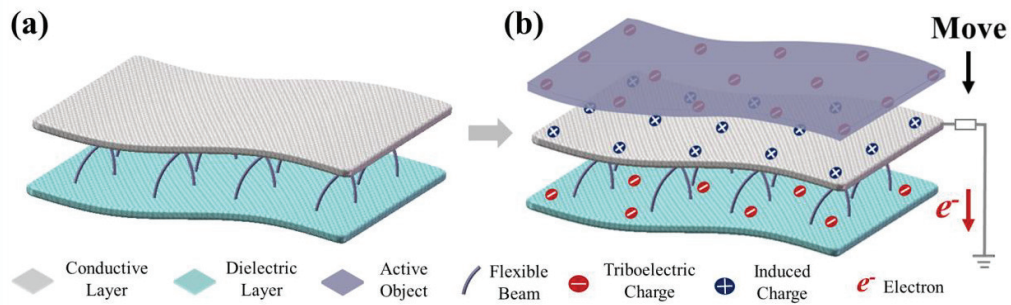 (a)
(b)
Move
e-
Conductive Layer
Dielectric Layer
Active Object
Flexible Beam
Triboelectric Charge
Induced Charge
e- Electron